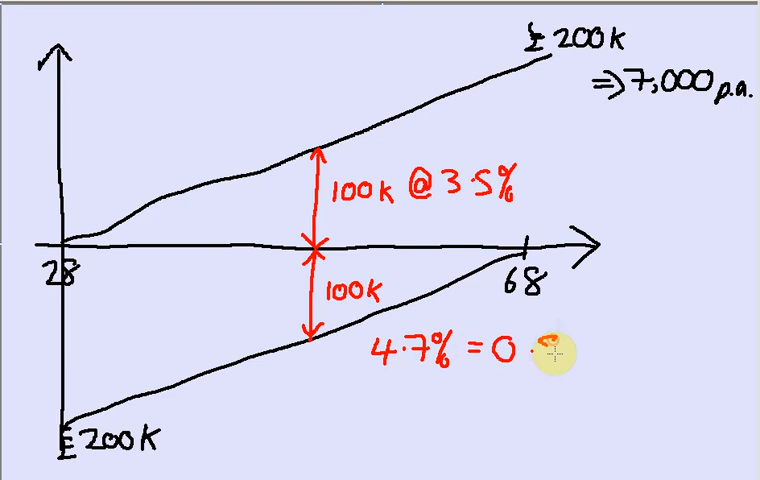 £200k
⇒ 7,000 p.a.
100k @ 3.5%
28
68
100k
4.7% = 0.
£200k